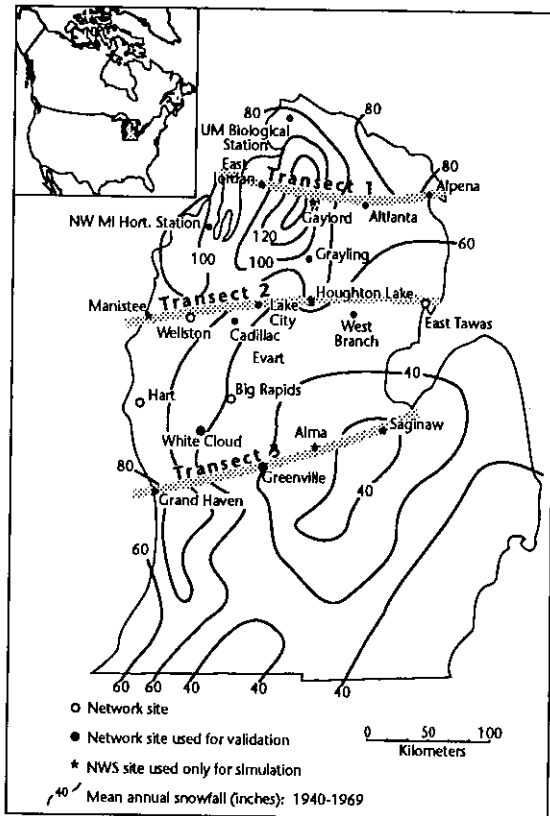 80
80
UM Biological
Station
East
Jordan
Transect 1
80
Alpena
Gaylord
Altlanta
NW MI Hort. Station
120
Grayling
60
100
100
Transect 2
Houghton Lake
Manistee
Lake
City
Wellston
West
Branch
East Tawas
Cadillac
Evart
40
Hart
Big Rapids
White Cloud
Alma
Saginaw
Transect 3
80
Greenville
40
Grand Haven
60
60
60
40
40
40
Network site
Network site used for validation
NWS site used only for simulation
40
Mean annual snowfall (inches): 1940-1969
0
50
100
Kilometers